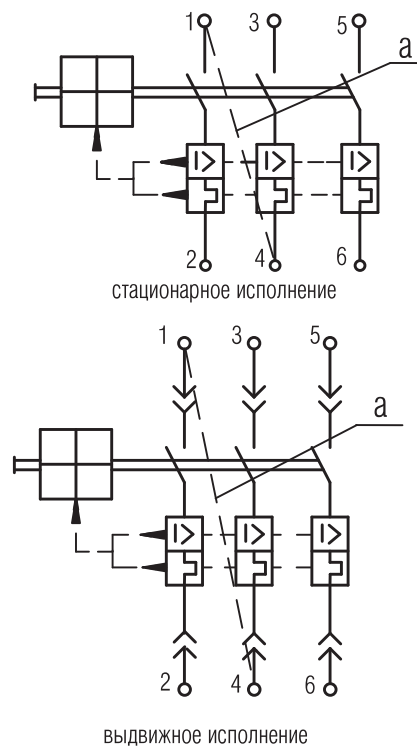 1 3 5
а
I> I> I>
2 4 6
стационарное исполнение
1 3 5
а
I> I> I>
2 4 6
выдвижное исполнение